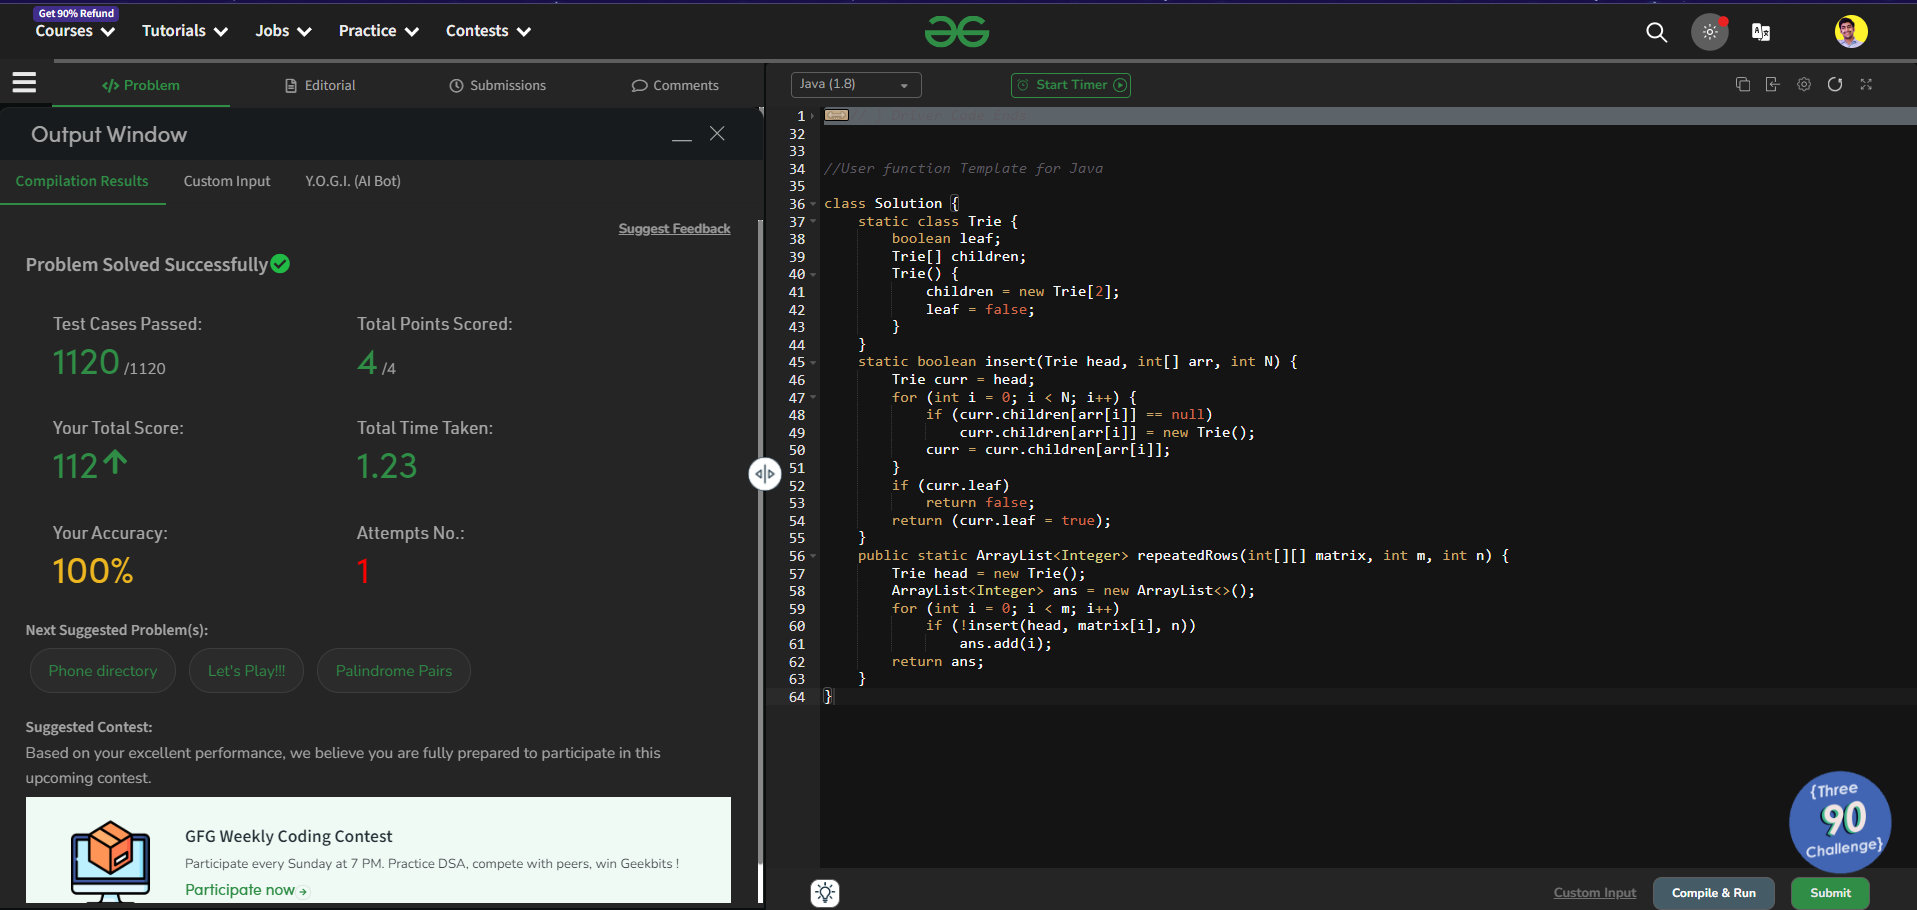 Get 90% Refund
Courses
Tutorials
Jobs
Practice
Contests
Problem
Editorial
Submissions
Comments
Output Window
Compilation Results
Custom Input
Y.O.G.I. (AI Bot)
Suggest Feedback
Problem Solved Successfully
Test Cases Passed:
Total Points Scored:
1120 /1120
4 /4
Your Total Score:
Total Time Taken:
112
1.23
Your Accuracy:
Attempts No.:
100%
1
Next Suggested Problem(s):
Phone directory
Let's Play!!!
Palindrome Pairs
Suggested Contest:
Based on your excellent performance, we believe you are fully prepared to participate in this
upcoming contest.
GFG Weekly Coding Contest
Participate every Sunday at 7 PM. Practice DSA, compete with peers, win Geekbits !
Participate now
Java (1.8)
Start Timer
1 // } Driver Code Ends
32
33
34 //User function Template for Java
35
36 class Solution {
37 static class Trie {
38 boolean leaf;
39 Trie[] children;
40 Trie() {
41 children = new Trie[2];
42 leaf = false;
43 }
44 }
45 static boolean insert(Trie head, int[] arr, int N) {
46 Trie curr = head;
47 for (int i = 0; i < N; i++) {
48 if (curr.children[arr[i]] == null)
49 curr.children[arr[i]] = new Trie();
50 curr = curr.children[arr[i]];
51 }
52 if (curr.leaf)
53 return false;
54 return (curr.leaf = true);
55 }
56 public static ArrayList<Integer> repeatedRows(int[][] matrix, int m, int n) {
57 Trie head = new Trie();
58 ArrayList<Integer> ans = new ArrayList<>();
59 for (int i = 0; i < m; i++)
60 if (!insert(head, matrix[i], n))
61 ans.add(i);
62 return ans;
63 }
64 }
{Three
90
Challenge}
Custom Input
Compile & Run
Submit